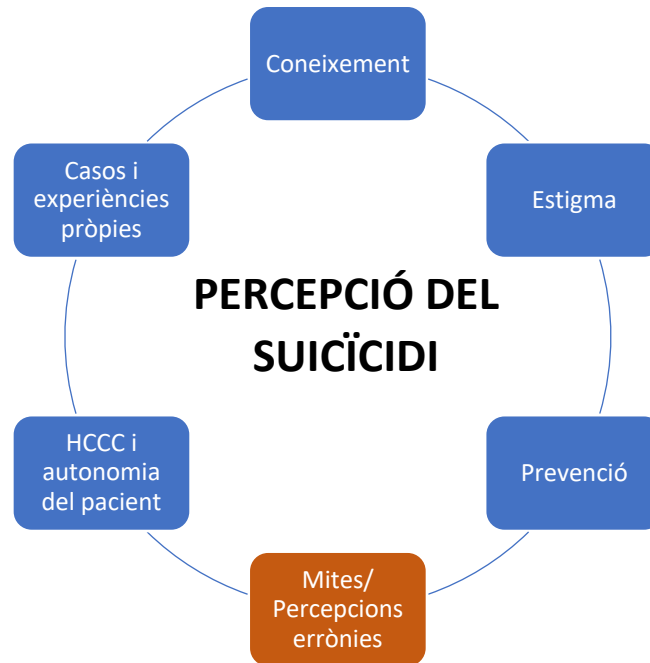 Coneixement
Estigma
Prevenció
Mites/
Percepcions
errònies
HCCC i
autonomia
del pacient
Casos i
experiències
pròpies
PERCEPCIÓ DEL
SUICÏCIDI